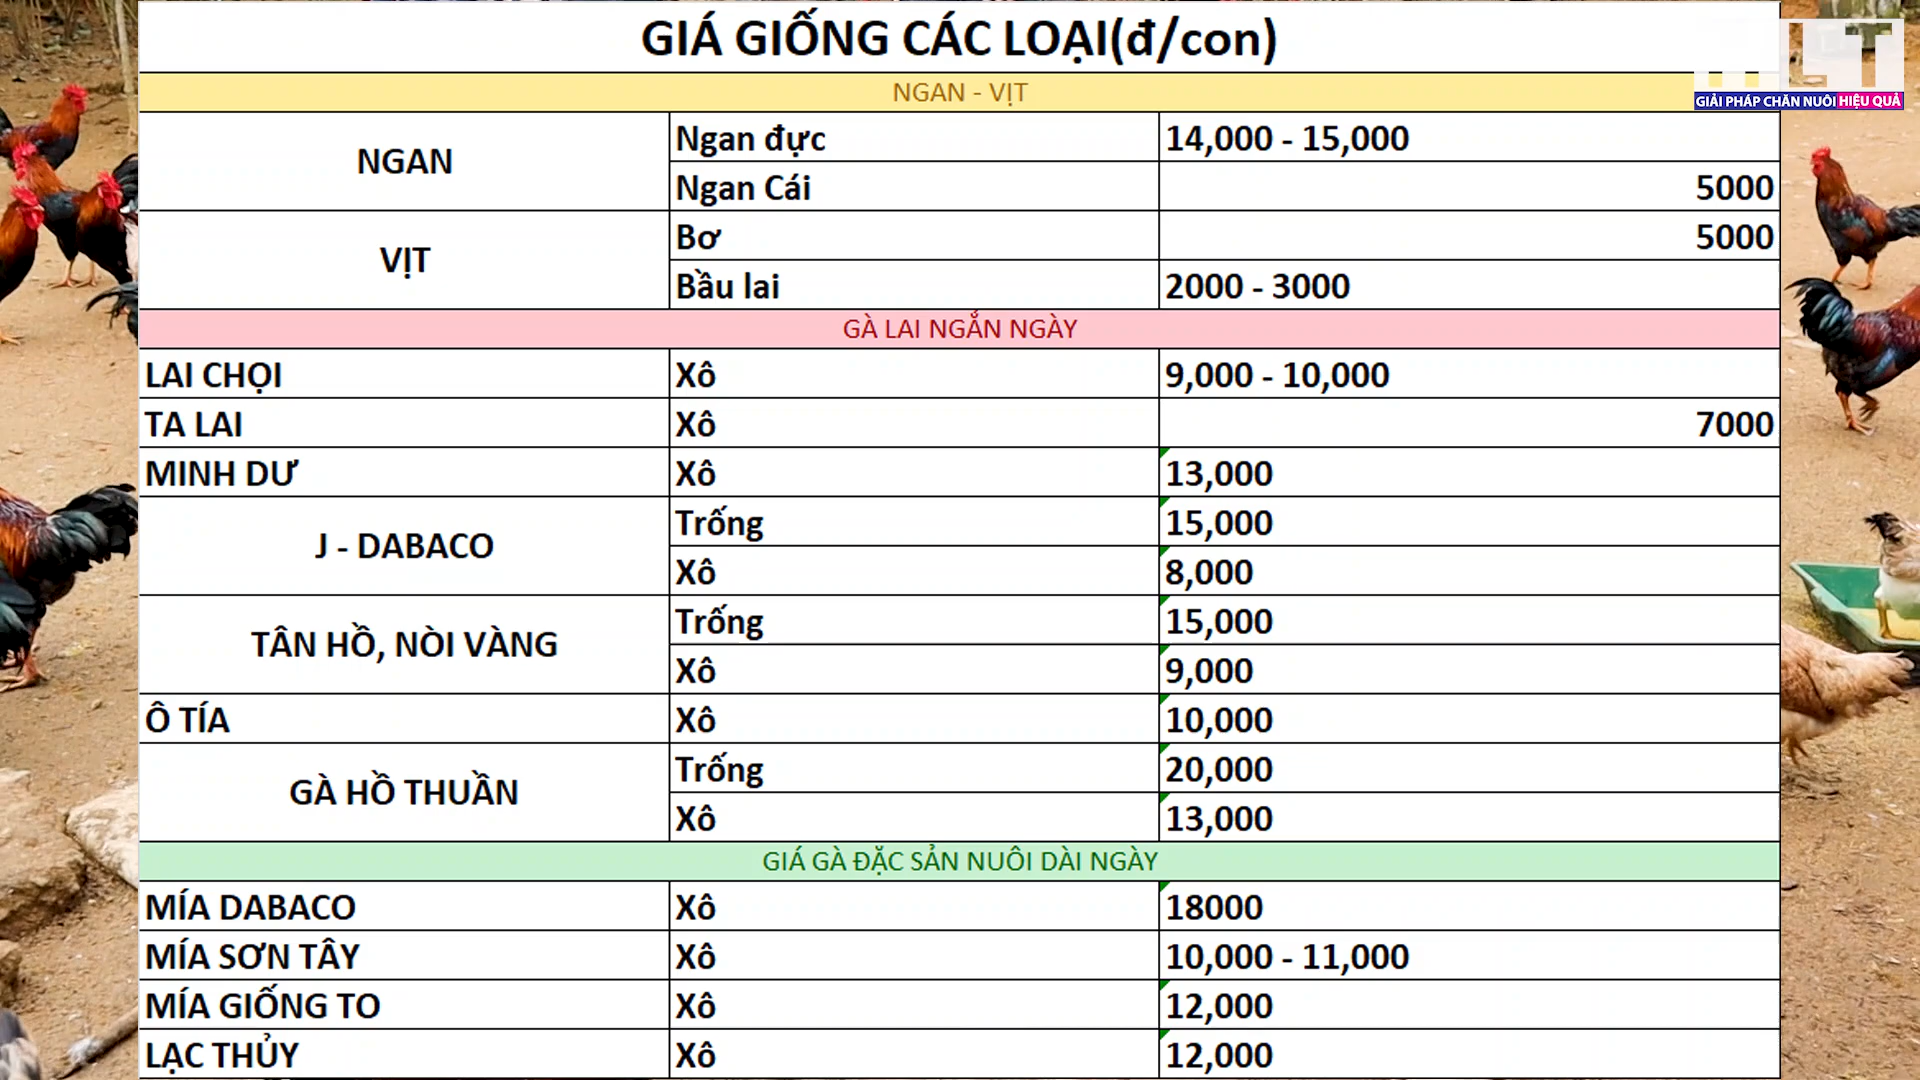 GIÁ GIỐNG CÁC LOẠI(đ/con)
NGAN - VỊT
NGAN
Ngan đực
14,000 - 15,000
Ngan Cái
5000
VỊT
Bơ
5000
Bầu lai
2000 - 3000
GÀ LAI NGẮN NGÀY
LAI CHỌI
Xô
9,000 - 10,000
TA LAI
Xô
7000
MINH DƯ
Xô
13,000
J - DABACO
Trống
15,000
Xô
8,000
TÂN HỒ, NÒI VÀNG
Trống
15,000
Xô
9,000
Ô TÍA
Xô
10,000
GÀ HỒ THUẦN
Trống
20,000
Xô
13,000
GIÁ GÀ ĐẶC SẢN NUÔI DÀI NGÀY
MÍA DABACO
Xô
18000
MÍA SƠN TÂY
Xô
10,000 - 11,000
MÍA GIỐNG TO
Xô
12,000
LẠC THỦY
Xô
12,000
GIẢI PHÁP CHĂN NUÔI HIỆU QUẢ